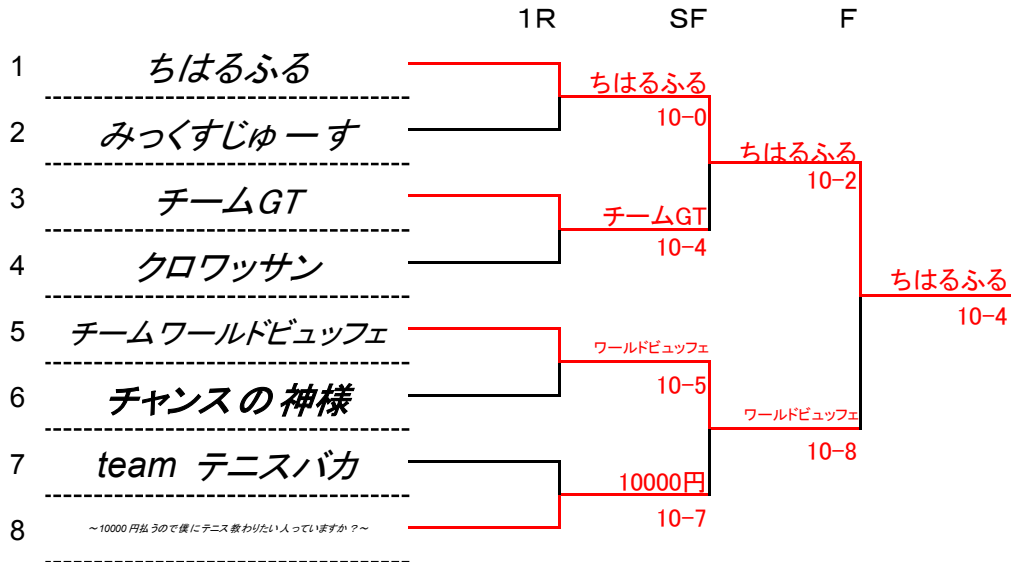 1R SF F
1 ちはるふる
ちはるふる
10-0
2 みっくすじゅーす
ちはるふる
10-2
3 チームGT
チームGT
10-4
4 クロワッサン
ちはるふる
10-4
5 チームワールドビュッフェ
ワールドビュッフェ
10-5
6 チャンスの神様
ワールドビュッフェ
10-8
7 team テニスバカ
10000円
10-7
8 ~10000円払うので僕にテニス教わりたい人っていますか?~